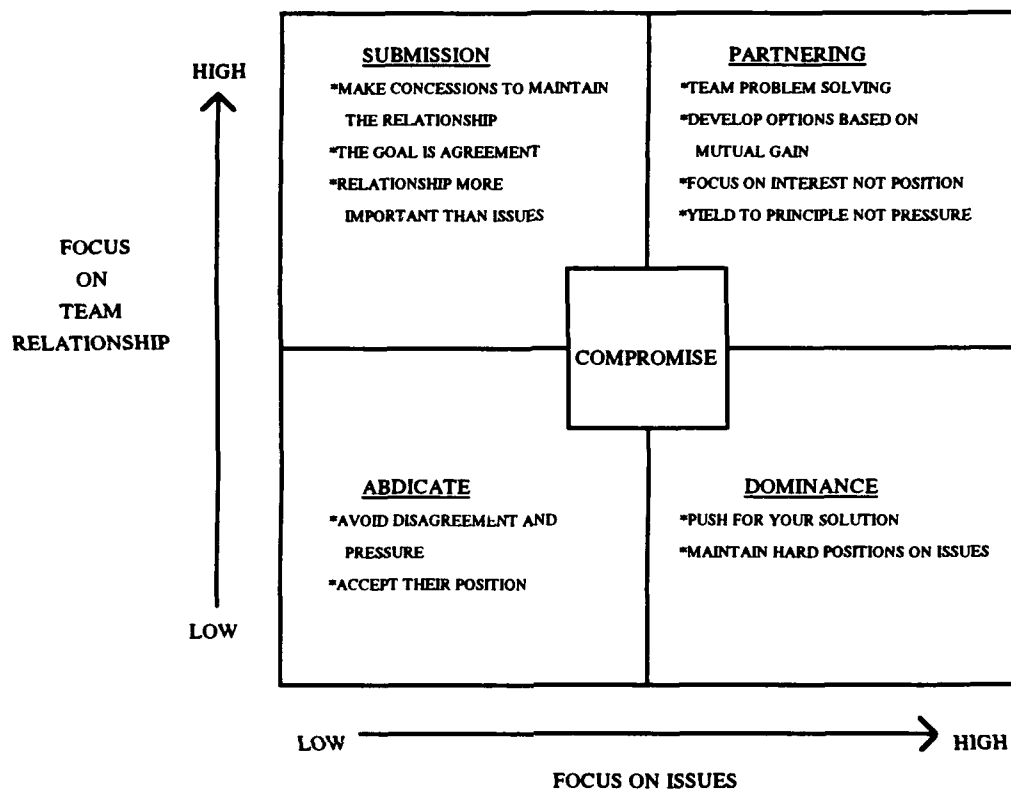 HIGH
FOCUS
ON
TEAM
RELATIONSHIP
LOW
SUBMISSION
*MAKE CONCESSIONS TO MAINTAIN
THE RELATIONSHIP
*THE GOAL IS AGREEMENT
*RELATIONSHIP MORE
IMPORTANT THAN ISSUES
PARTNERING
*TEAM PROBLEM SOLVING
*DEVELOP OPTIONS BASED ON
MUTUAL GAIN
*FOCUS ON INTEREST NOT POSITION
*YIELD TO PRINCIPLE NOT PRESSURE
COMPROMISE
ABDICATE
*AVOID DISAGREEMENT AND
PRESSURE
*ACCEPT THEIR POSITION
DOMINANCE
*PUSH FOR YOUR SOLUTION
*MAINTAIN HARD POSITIONS ON ISSUES
LOW
HIGH
FOCUS ON ISSUES